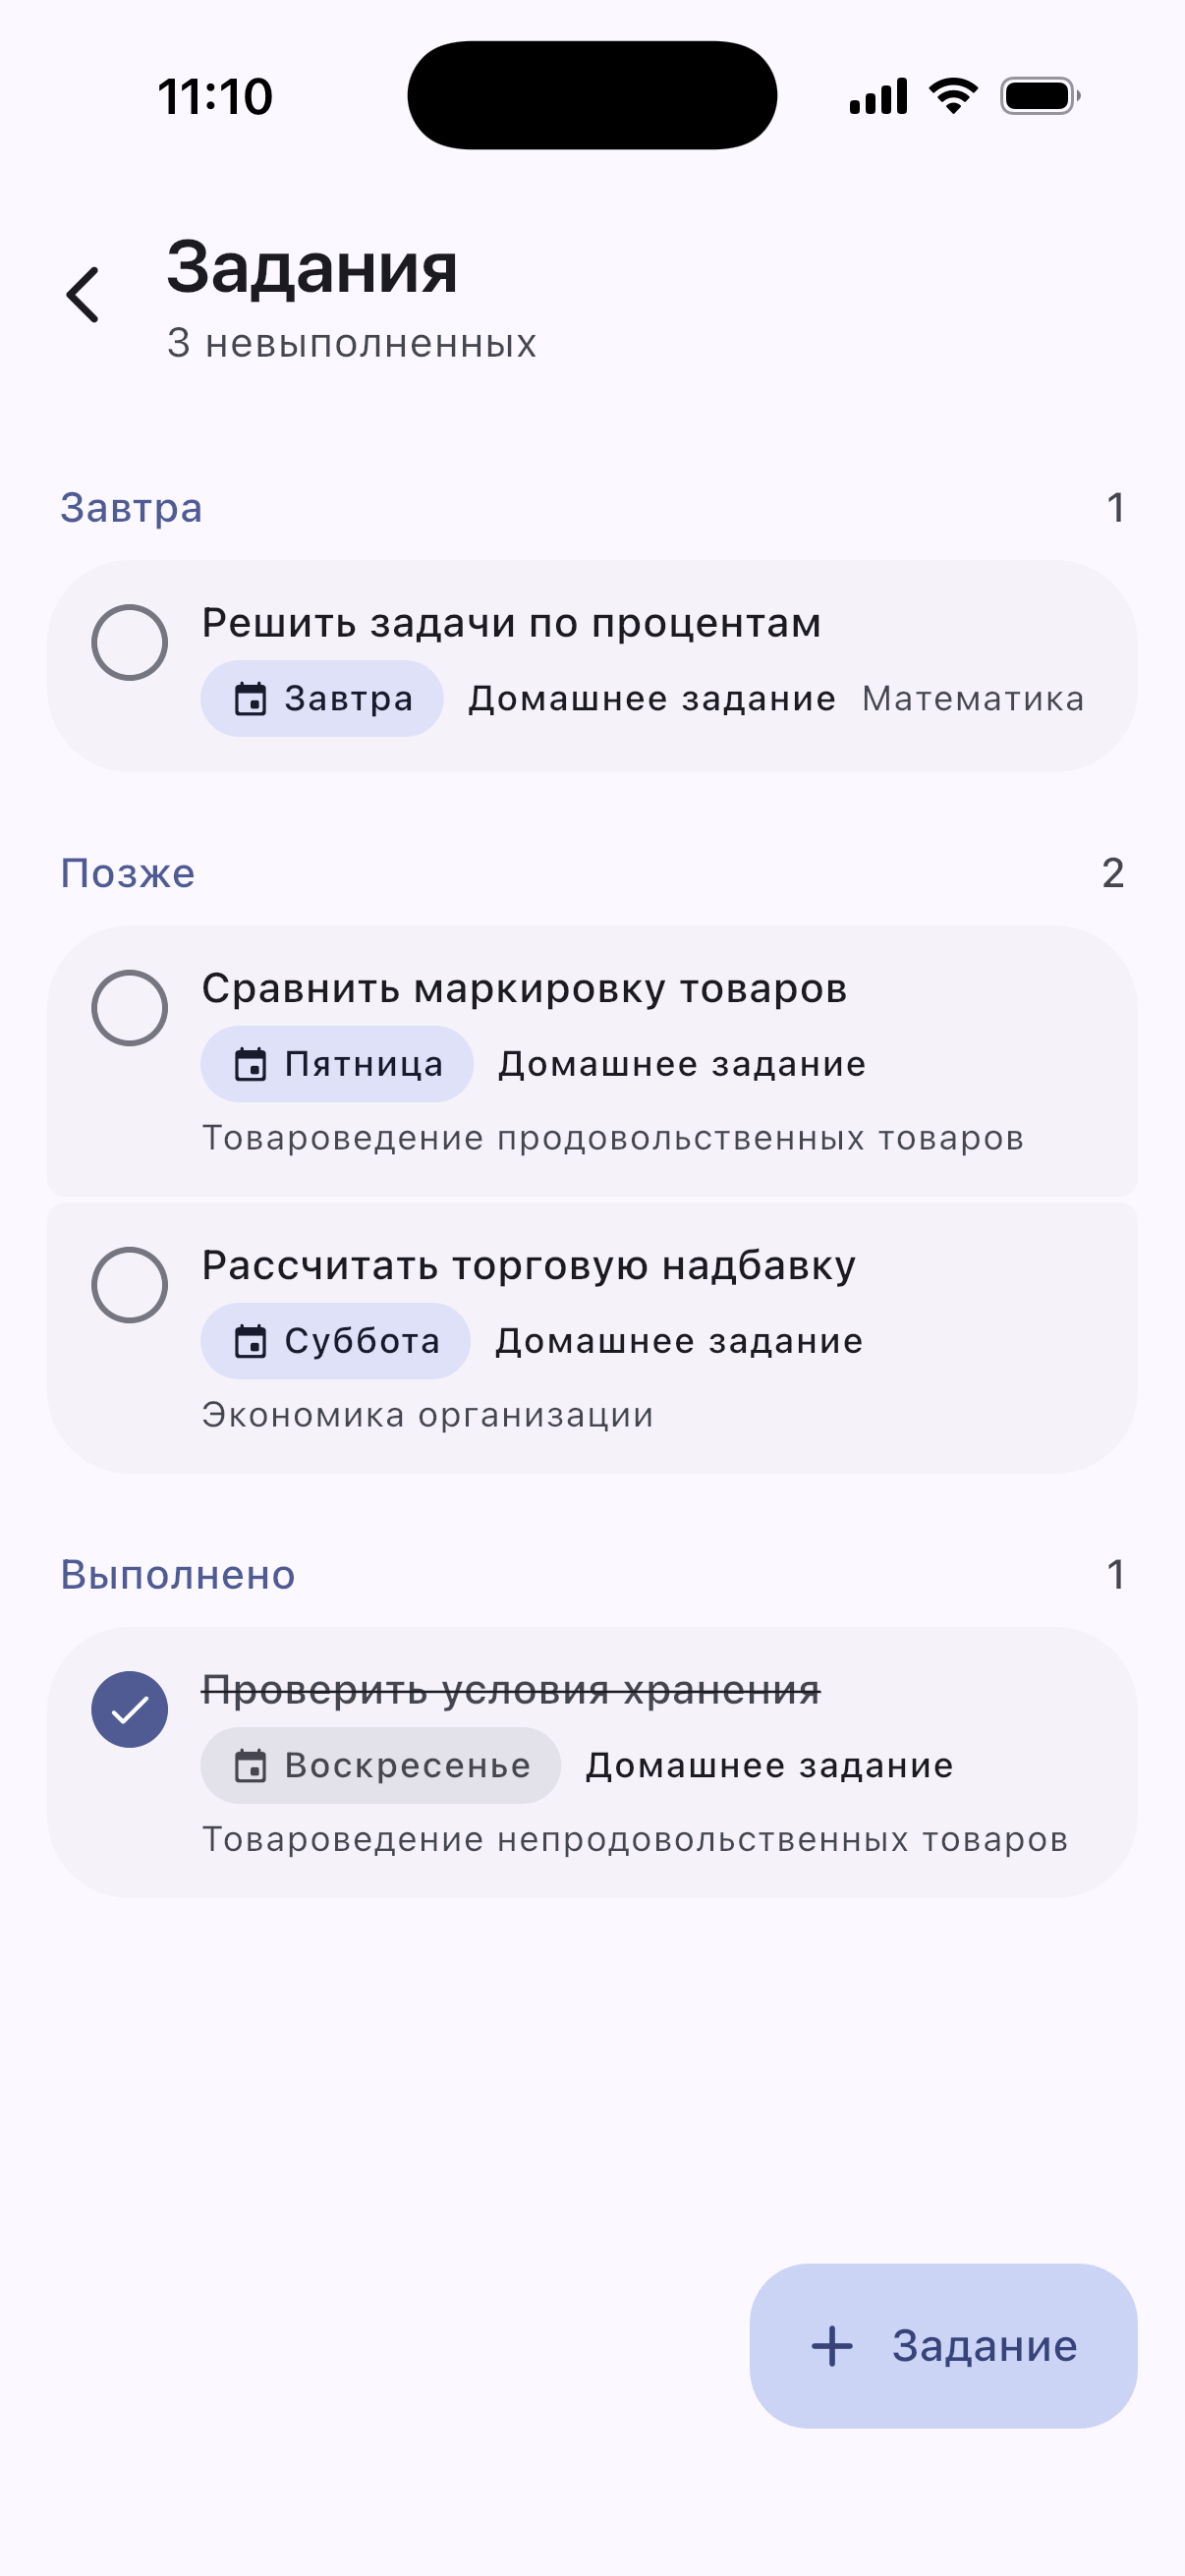 11:10
Задания
3 невыполненных
Завтра 1
Решить задачи по процентам
Завтра Домашнее задание Математика
Позже 2
Сравнить маркировку товаров
Пятница Домашнее задание
Товароведение продовольственных товаров
Рассчитать торговую надбавку
Суббота Домашнее задание
Экономика организации
Выполнено 1
Проверить условия хранения
Воскресенье Домашнее задание
Товароведение непродовольственных товаров
+ Задание